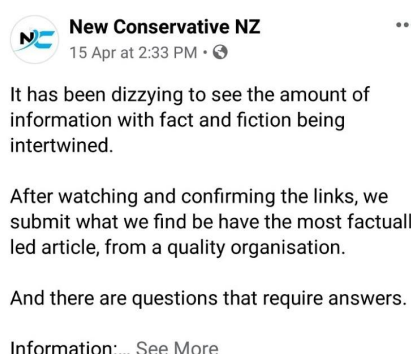 New Conservative NZ
15 Apr at 2:33 PM ·
It has been dizzying to see the amount of
information with fact and fiction being
intertwined.
After watching and confirming the links, we
submit what we find be have the most factuall
led article, from a quality organisation.
And there are questions that require answers.
Information:... See More